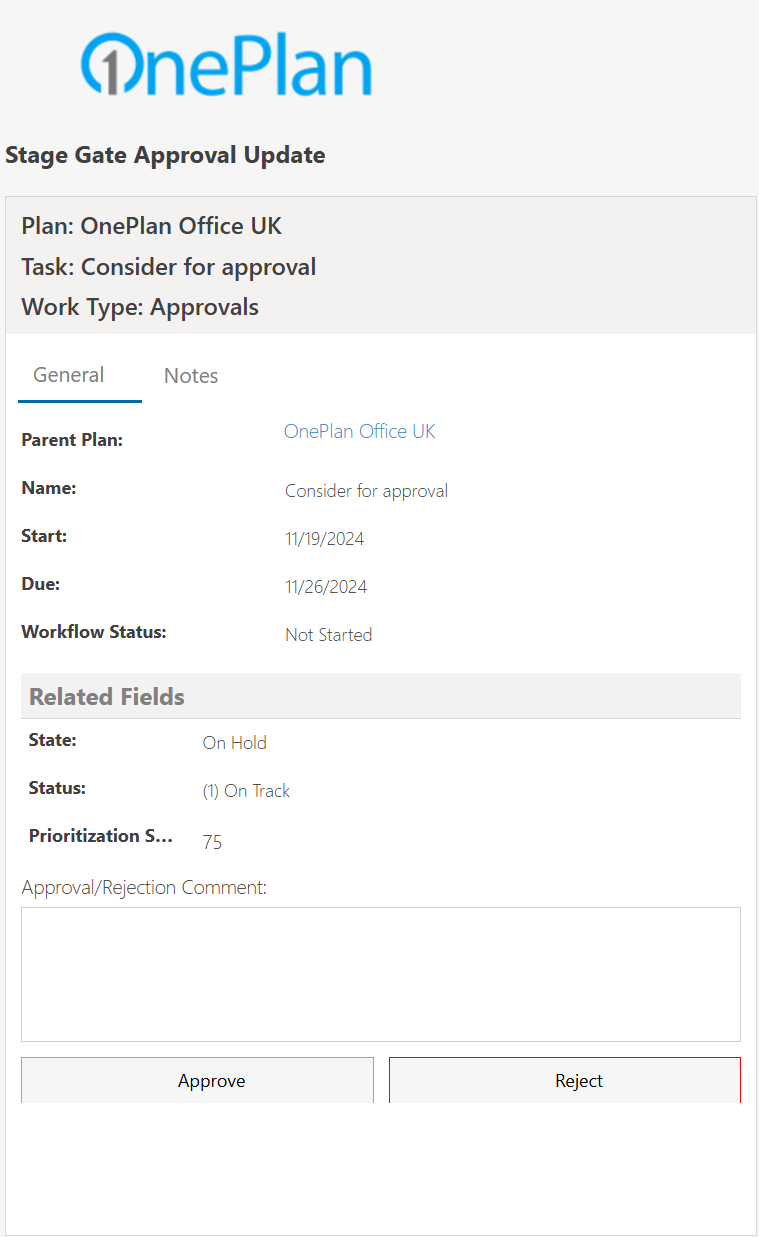 OnePlan
Stage Gate Approval Update
Plan: OnePlan Office UK
Task: Consider for approval
Work Type: Approvals
General Notes
Parent Plan: OnePlan Office UK
Name: Consider for approval
Start: 11/19/2024
Due: 11/26/2024
Workflow Status: Not Started
Related Fields
State: On Hold
Status: (1) On Track
Prioritization S... 75
Approval/Rejection Comment:
Approve Reject